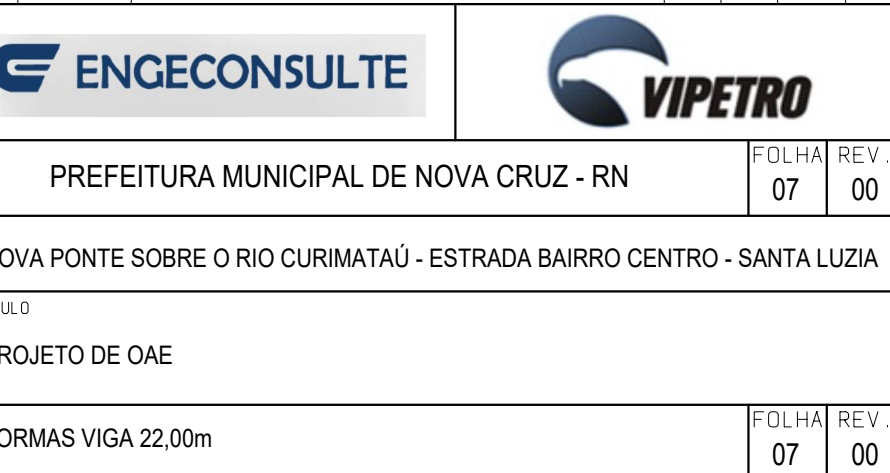 ENGECONSULTE
VIPETRO
PREFEITURA MUNICIPAL DE NOVA CRUZ - RN
FOLHA REV.
07 00
OVA PONTE SOBRE O RIO CURIMATAÚ - ESTRADA BAIRRO CENTRO - SANTA LUZIA
ULO
ROJETO DE OAE
ORMAS VIGA 22,00m
FOLHA REV.
07 00